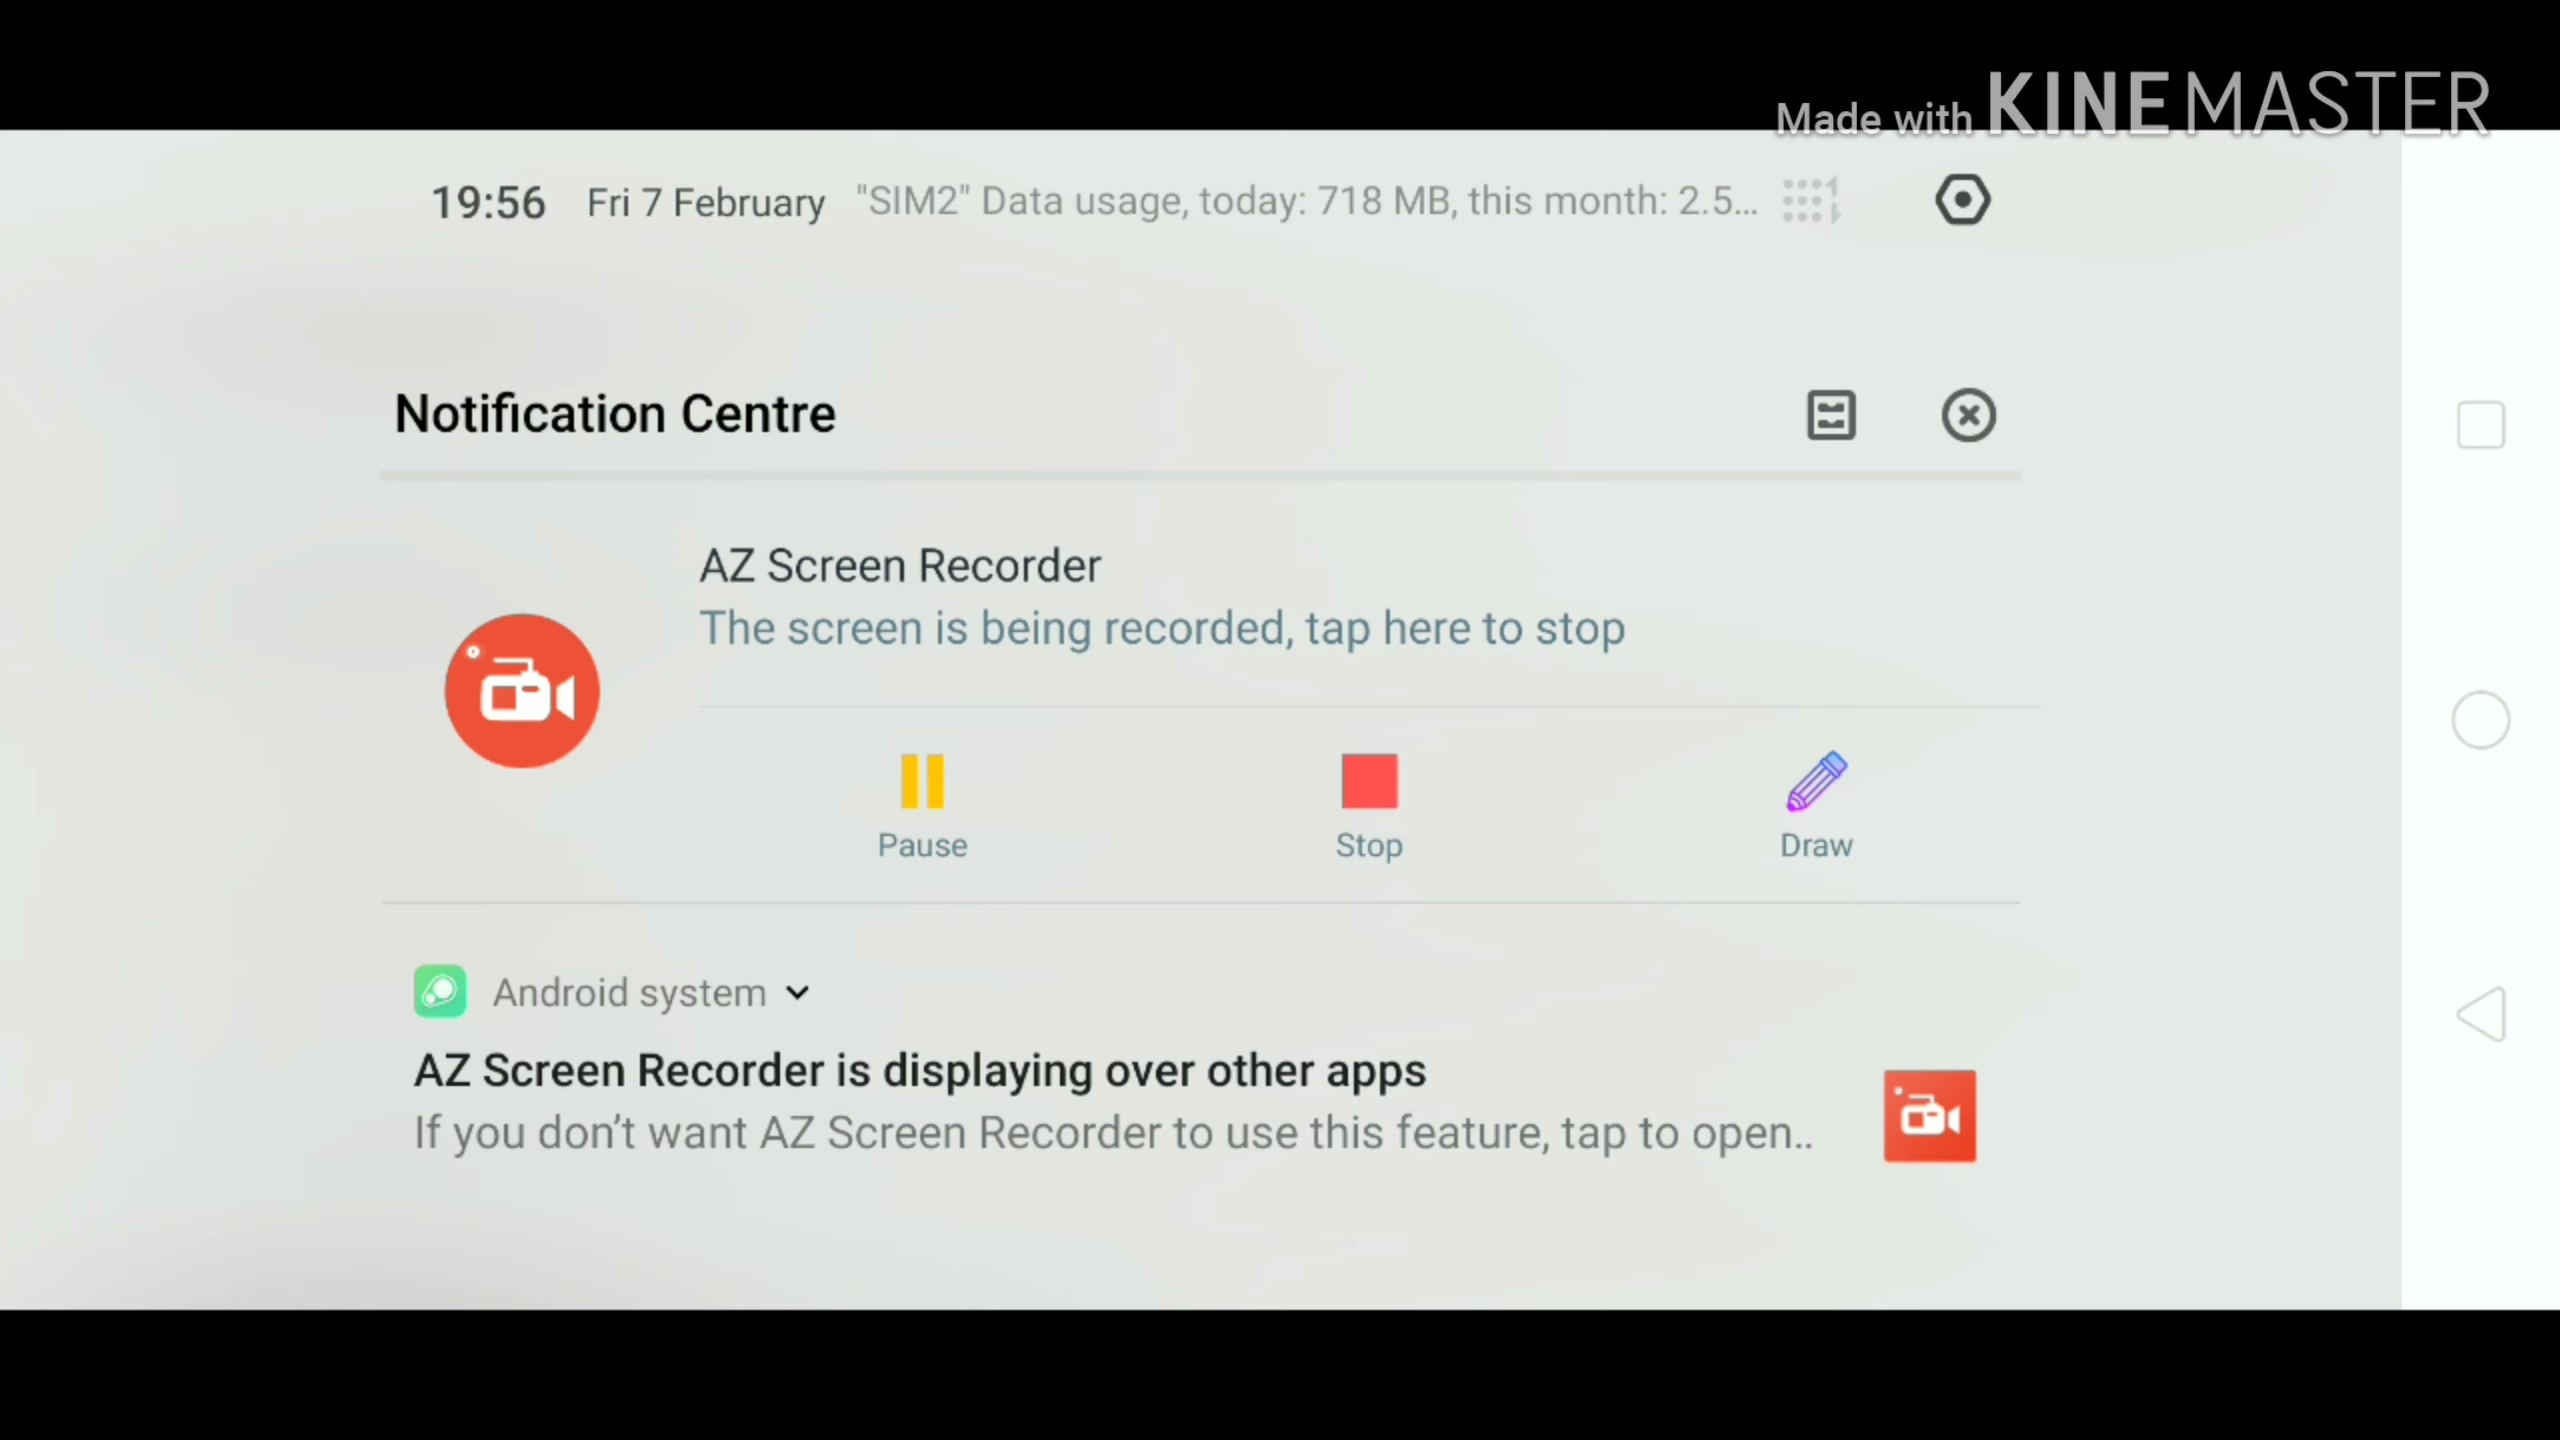 Made with KINEMASTER
19:56 Fri 7 February "SIM2" Data usage, today: 718 MB, this month: 2.5...
Notification Centre
AZ Screen Recorder
The screen is being recorded, tap here to stop
Pause Stop Draw
Android system
AZ Screen Recorder is displaying over other apps
If you don’t want AZ Screen Recorder to use this feature, tap to open..